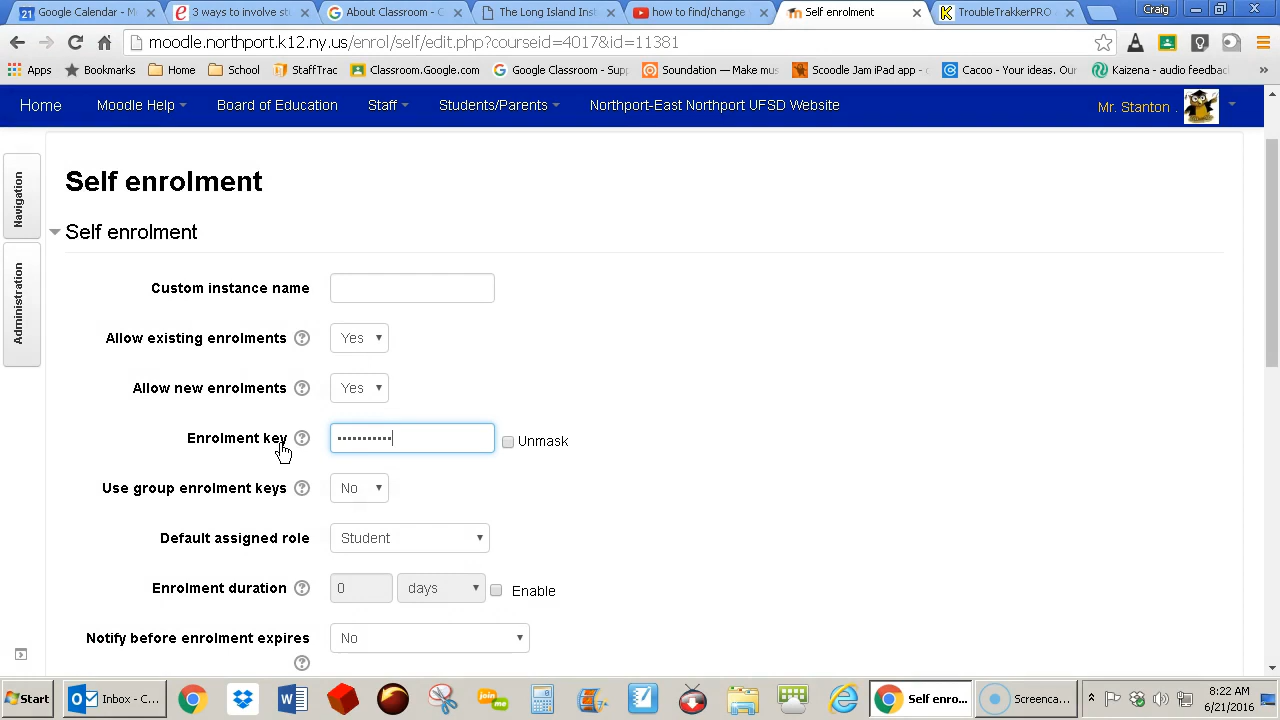 Google Calendar - M
3 ways to involve st
About Classroom - C
The Long Island Inst
how to find/change
Self enrolment
TroubleTrakkerPRO
Craig
moodle.northport.k12.ny.us/enrol/self/edit.php?courseid=4017&id=11381
Apps
Bookmarks
Home
School
StaffTrac
Classroom.Google.com
Google Classroom - Supp
Soundation — Make mus
Scoodle Jam iPad app -
Cacoo - Your ideas. Our
Kaizena - audio feedbac
»
Home
Moodle Help
Board of Education
Staff
Students/Parents
Northport-East Northport UFSD Website
Mr. Stanton .
Navigation
Administration
Self enrolment
Self enrolment
Custom instance name
Allow existing enrolments ? Yes
Allow new enrolments ? Yes
Enrolment key ? ••••••••••• Unmask
Use group enrolment keys ? No
Default assigned role Student
Enrolment duration ? 0 days Enable
Notify before enrolment expires No
?
Start
Inbox - C...
Self enro...
Screenca...
8:22 AM
6/21/2016